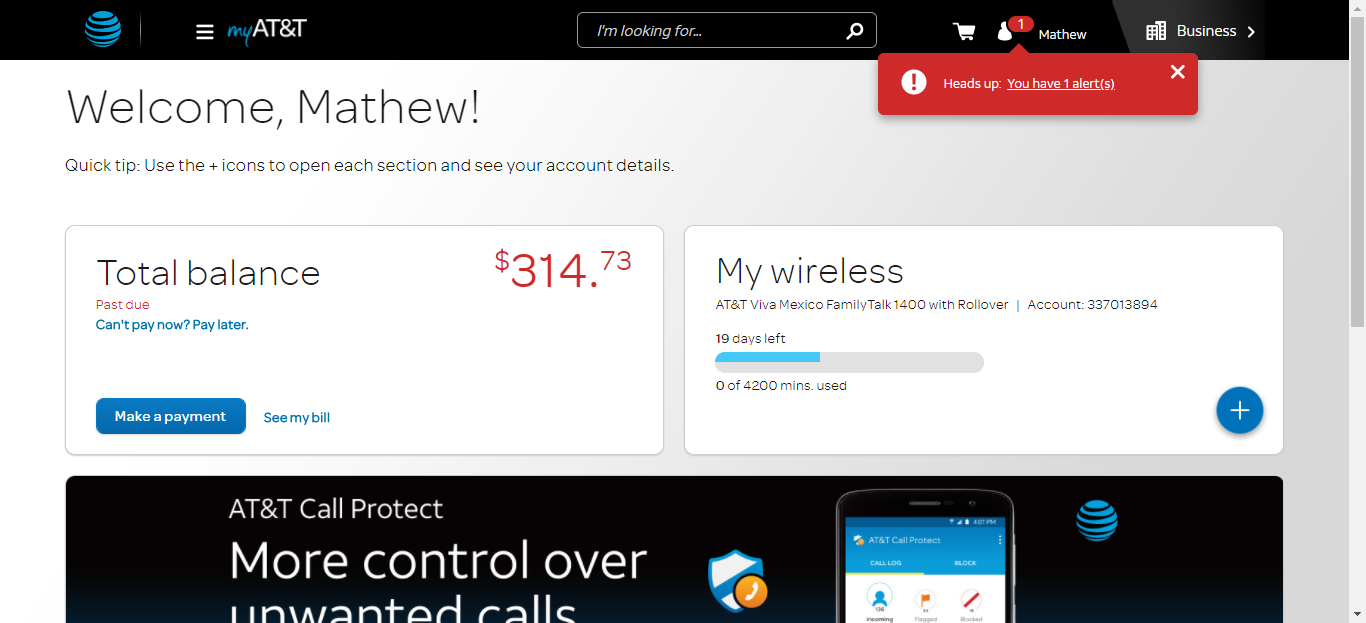 myAT&T
I'm looking for...
1
Mathew
Business
Heads up: You have 1 alert(s)
Welcome, Mathew!
Quick tip: Use the + icons to open each section and see your account details.
Total balance
$314.73
Past due
Can't pay now? Pay later.
Make a payment
See my bill
My wireless
AT&T Viva Mexico FamilyTalk 1400 with Rollover | Account: 337013894
19 days left
0 of 4200 mins. used
AT&T Call Protect
More control over
unwanted calls
4:01 PM
AT&T Call Protect
CALL LOG
BLOCK
136
Incoming
Flagged
Blocked